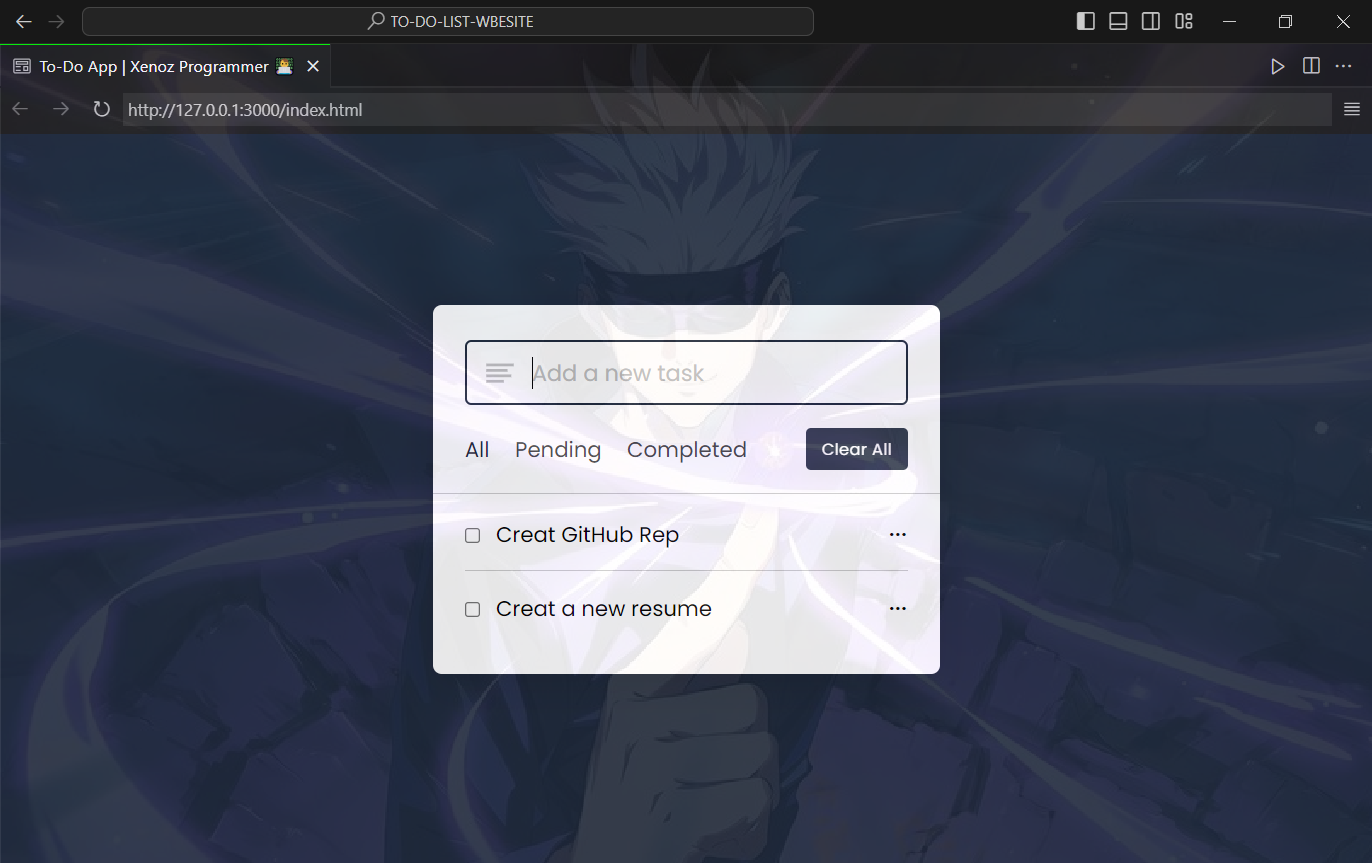 TO-DO-LIST-WBESITE
To-Do App | Xenoz Programmer 👨‍💻
http://127.0.0.1:3000/index.html
Add a new task
All Pending Completed Clear All
Creat GitHub Rep
Creat a new resume